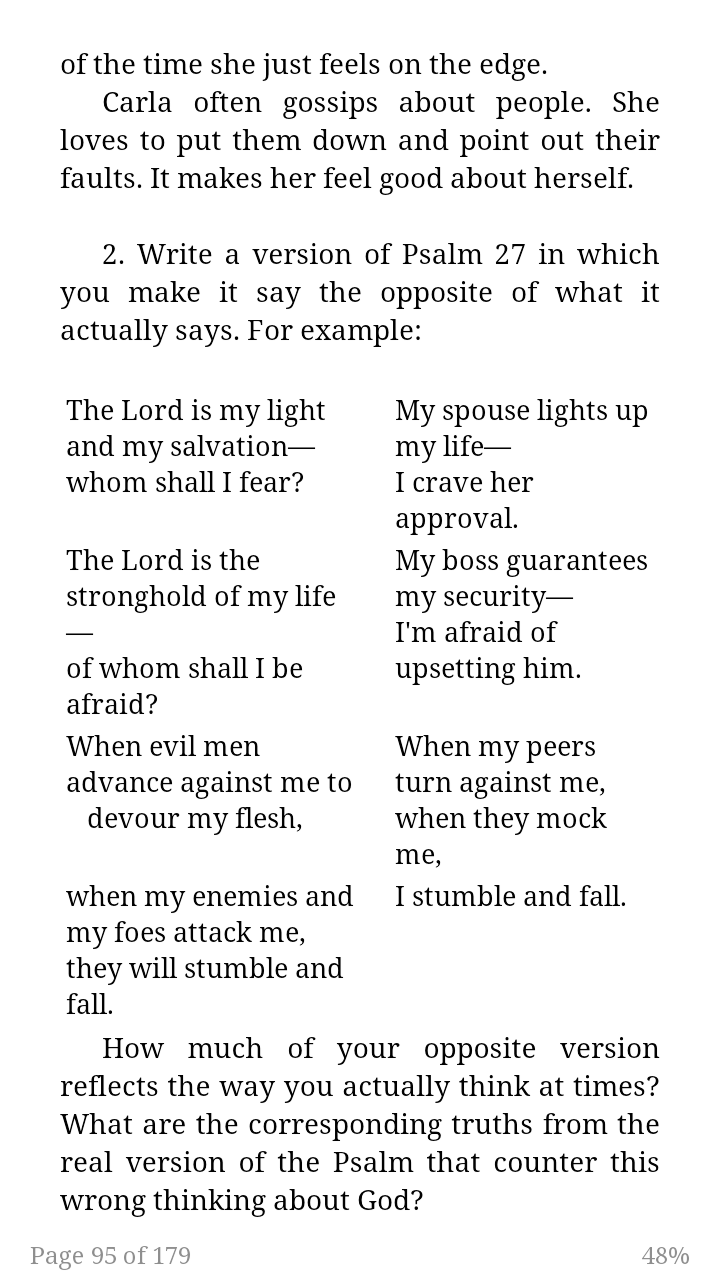 of the time she just feels on the edge.
Carla often gossips about people. She
loves to put them down and point out their
faults. It makes her feel good about herself.
2. Write a version of Psalm 27 in which
you make it say the opposite of what it
actually says. For example:
The Lord is my light
and my salvation—
whom shall I fear?
My spouse lights up
my life—
I crave her
approval.
The Lord is the
stronghold of my life
—
of whom shall I be
afraid?
My boss guarantees
my security—
I'm afraid of
upsetting him.
When evil men
advance against me to
devour my flesh,
When my peers
turn against me,
when they mock
me,
when my enemies and
my foes attack me,
they will stumble and
fall.
I stumble and fall.
How much of your opposite version
reflects the way you actually think at times?
What are the corresponding truths from the
real version of the Psalm that counter this
wrong thinking about God?
Page 95 of 179
48%